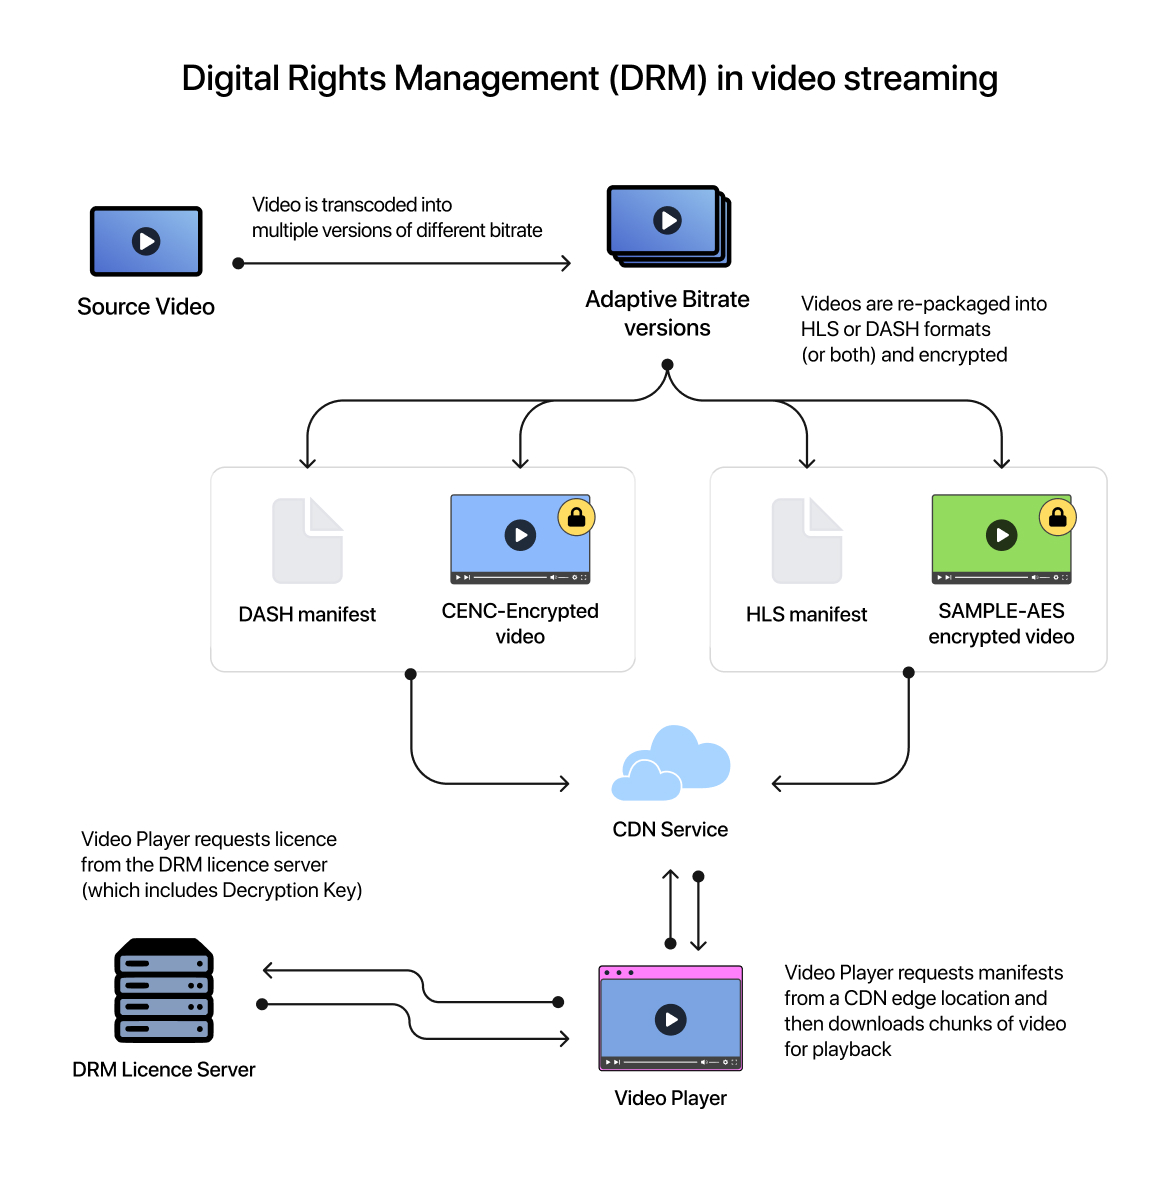 Digital Rights Management (DRM) in video streaming
Video is transcoded into
multiple versions of different bitrate
Source Video
Adaptive Bitrate
versions
Videos are re-packaged into
HLS or DASH formats
(or both) and encrypted
DASH manifest
CENC-Encrypted
video
HLS manifest
SAMPLE-AES
encrypted video
CDN Service
Video Player requests licence
from the DRM licence server
(which includes Decryption Key)
DRM Licence Server
Video Player requests manifests
from a CDN edge location and
then downloads chunks of video
for playback
Video Player